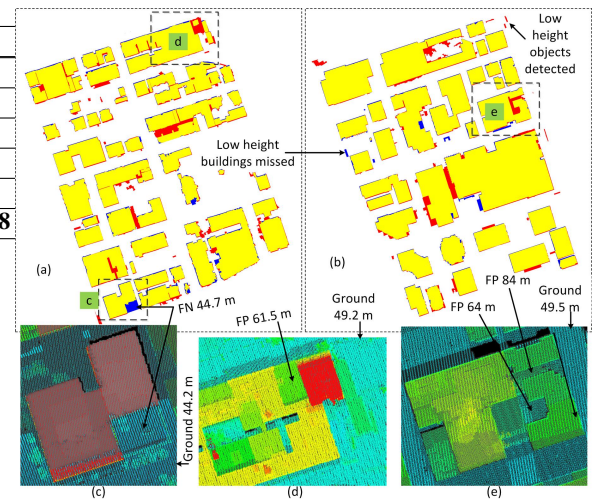 d
Low
height
objects
detected
e
Low height
buildings missed
8
(a)
(b)
c
FN 44.7 m
FP 61.5 m
Ground
49.2 m
FP 84 m
FP 64 m
Ground
49.5 m
Ground 44.2 m
(c)
(d)
(e)